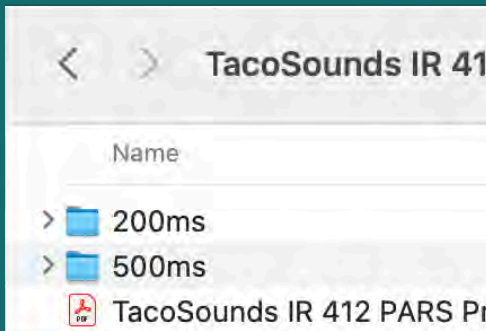 TacoSounds IR 41
Name
200ms
500ms
TacoSounds IR 412 PARS Pr